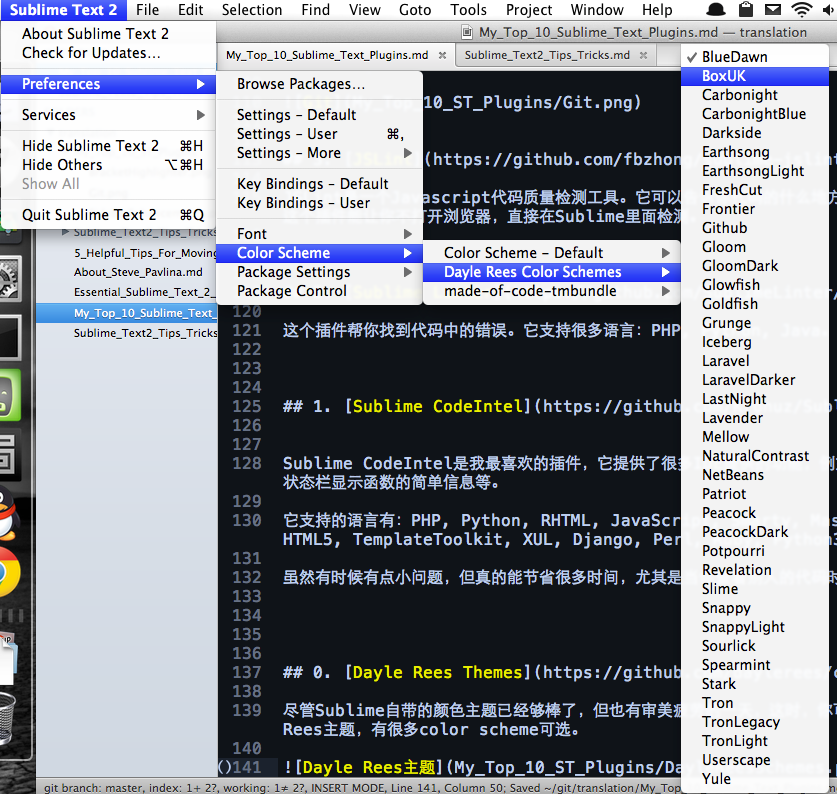 Sublime Text 2 File Edit Selection Find View Goto Tools Project Window Help
My_Top_10_Sublime_Text_Plugins.md — translation
About Sublime Text 2
Check for Updates…
Preferences
Services
Hide Sublime Text 2 ⌘H
Hide Others ⌥⌘H
Show All
Quit Sublime Text 2 ⌘Q
My_Top_10_Sublime_Text_Plugins.md × Sublime_Text2_Tips_Tricks.md ×
Browse Packages…
Settings – Default
Settings – User ⌘,
Settings – More
Key Bindings – Default
Key Bindings – User
Font
Color Scheme
Package Settings
Package Control
Color Scheme – Default
Dayle Rees Color Schemes
made-of-code-tmbundle
✓ BlueDawn
BoxUK
Carbonight
CarbonightBlue
Darkside
Earthsong
EarthsongLight
FreshCut
Frontier
Github
Gloom
GloomDark
Glowfish
Goldfish
Grunge
Iceberg
Laravel
LaravelDarker
LastNight
Lavender
Mellow
NaturalContrast
NetBeans
Patriot
Peacock
PeacockDark
Potpourri
Revelation
Slime
Snappy
SnappyLight
Sourlick
Spearmint
Stark
Tron
TronLegacy
TronLight
Userscape
Yule
Sublime_Text2_Tips_Tricks
5_Helpful_Tips_For_Mo
About_Steve_Pavlina.md
Essential_Sublime_Text_2_
My_Top_10_Sublime_Text_
Sublime_Text2_Tips_Tricks
10_ST_Plugins/Git.png)
(https://github.com/fbzhong/
Javascript代码质量检测工具。它可以
打开浏览器，直接在Sublime里面检测。
120
121 这个插件帮你找到代码中的错误。它支持很多语言：PHP,
122
123
124
125 ## 1. [Sublime CodeIntel](https://github.
126
127
128 Sublime CodeIntel是我最喜欢的插件，它提供了很
状态栏显示函数的简单信息等。
129
130 它支持的语言有：PHP, Python, RHTML, JavaScript
HTML5, TemplateToolkit, XUL, Django, Per
131
132 虽然有时候有点小问题，但真的能节省很多时间，尤其是
133
134
135
136
137 ## 0. [Dayle Rees Themes](https://github.
138
139 尽管Sublime自带的颜色主题已经够棒了，但也有审美疲
Rees主题，有很多color scheme可选。
140
()141 ![Dayle Rees主题](My_Top_10_ST_Plugins/Da
git branch: master, index: 1+ 2?, working: 1≠ 2?, INSERT MODE, Line 141, Column 50; Saved ~/git/translation/My_Top